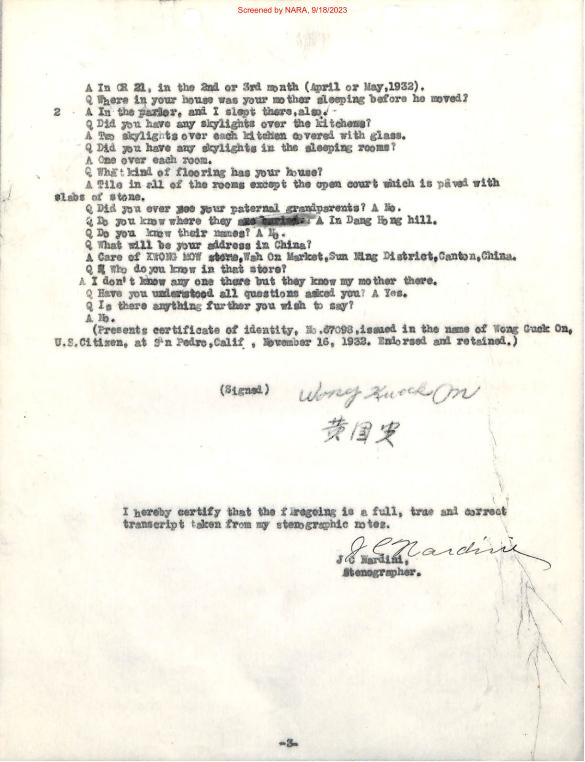 Screened by NARA, 9/18/2023
A In CR 21, in the 2nd or 3rd month (April or May,1932).
Q Where in your house was your mother sleeping before he moved?
2 A In the parlor, and I slept there,also.
Q Did you have any skylights over the kitchens?
A Two skylights over each kitchen covered with glass.
Q Did you have any skylights in the sleeping rooms?
A One over each room.
Q What kind of flooring has your house?
A Tile in all of the rooms except the open court which is paved with
slabs of stone.
Q Did you ever see your paternal grandparents? A No.
Q Do you know where they are buried? A In Dang Hong hill.
Q Do you know their names? A No.
Q What will be your address in China?
A Care of KWONG MOW store,Wah On Market,Sun Ning District,Canton,China.
Q Who do you know in that store?
A I don't know any one there but they know my mother there.
Q Have you understood all questions asked you? A Yes.
Q Is there anything further you wish to say?
A No.
(Presents certificate of identity, No.67098,issued in the name of Wong Guck On,
U.S.Citizen, at San Pedro,Calif , November 16, 1932. Endorsed and retained.)
(Signed) Wong Kwock On
黃國安
I hereby certify that the foregoing is a full, true and correct
transcript taken from my stenographic notes.
J C Nardini
J C Nardini,
Stenographer.
-3-